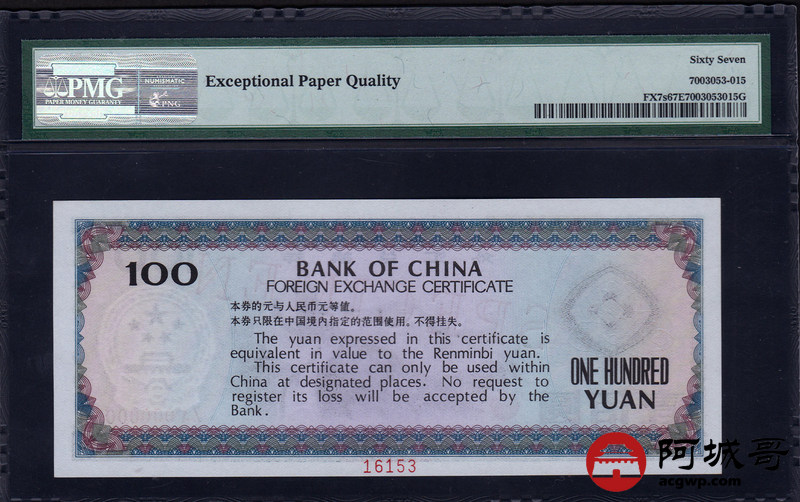 PMG
PAPER MONEY GUARANTY
NUMISMATIC
PNG
Exceptional Paper Quality
Sixty Seven
7003053-015
FX7s67E7003053015G
100
BANK OF CHINA
FOREIGN EXCHANGE CERTIFICATE
本券的元与人民币元等值。
本券只限在中国境内指定的范围使用。不得挂失。
The yuan expressed in this certificate is
equivalent in value to the Renminbi yuan.
This certificate can only be used within
China at designated places. No request to
register its loss will be accepted by the
Bank.
ONE HUNDRED
YUAN
16153
阿城哥
acgwp.com